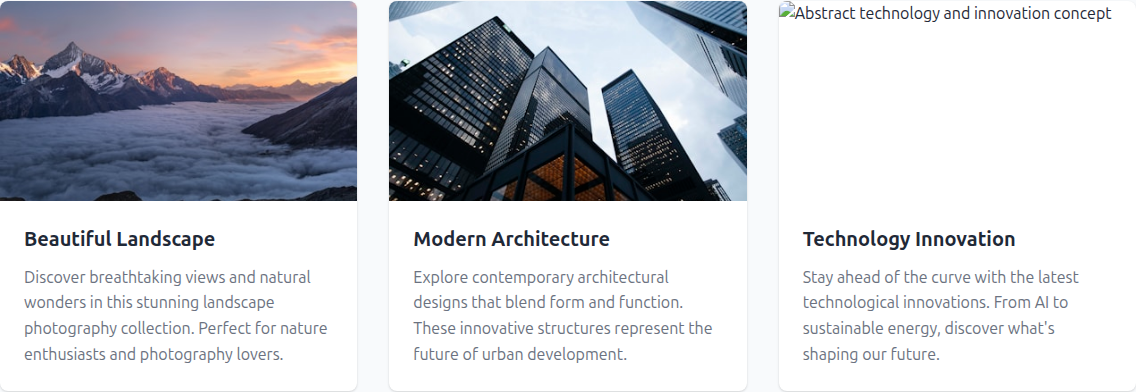 Abstract technology and innovation concept
Beautiful Landscape
Discover breathtaking views and natural
wonders in this stunning landscape
photography collection. Perfect for nature
enthusiasts and photography lovers.
Modern Architecture
Explore contemporary architectural
designs that blend form and function.
These innovative structures represent the
future of urban development.
Technology Innovation
Stay ahead of the curve with the latest
technological innovations. From AI to
sustainable energy, discover what's
shaping our future.